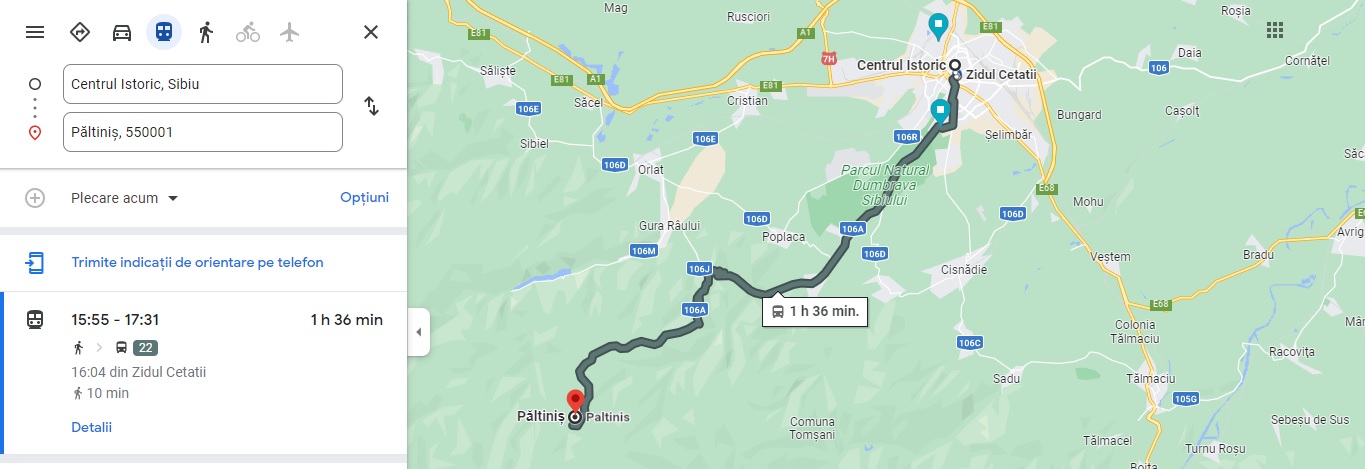 Centrul Istoric, Sibiu
Păltiniș, 550001
Plecare acum
Opțiuni
Trimite indicații de orientare pe telefon
15:55 - 17:31
1 h 36 min
22
16:04 din Zidul Cetatii
10 min
Detalii
Mag
Rusciori
Roșia
E81
A1
E81
7H
Daia
Săliște
Centrul Istoric
Zidul Cetatii
106
Cornățel
E81
A1
E81
Săcel
Cristian
106E
Cașolț
Bungard
106R
Șelimbăr
Sibiel
106E
106D
Orlat
Parcul Natural
Dumbrava
Sibiului
E68
Mohu
106D
106D
Gura Râului
Poplaca
106A
106M
106D
Avrig
Veștem
Bradu
106J
Cisnădie
106A
1 h 36 min.
E68
Colonia
Tălmaciu
106C
Racovița
Sadu
Tălmaciu
105G
Păltiniș
Paltinis
Comuna
Tomșani
Sebeșu de Sus
Tălmacel
Turnu Roșu
Boița